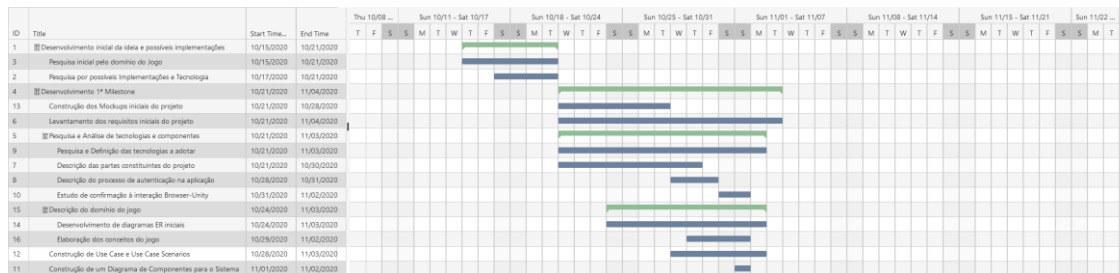 Thu 10/08 ... Sun 10/11 - Sat 10/17 Sun 10/18 - Sat 10/24 Sun 10/25 - Sat 10/31 Sun 11/01 - Sat 11/07 Sun 11/08 - Sat 11/14 Sun 11/15 - Sat 11/21 Sun 11/22 ...
ID Title Start Time... End Time T F S S M T W T F S S M T W T F S S M T W T F S S M T W T F S S M T W T F S S M T W T F S S M T
1 Desenvolvimento inicial da ideia e possíveis implementações 10/15/2020 10/21/2020
3 Pesquisa inicial pelo domínio do Jogo 10/15/2020 10/21/2020
2 Pesquisa por possíveis Implementações e Tecnologia 10/17/2020 10/21/2020
4 Desenvolvimento 1ª Milestone 10/21/2020 11/04/2020
13 Construção dos Mockups iniciais do projeto 10/21/2020 10/28/2020
6 Levantamento dos requisitos iniciais do projeto 10/21/2020 11/04/2020
5 Pesquisa e Análise de tecnologias e componentes 10/21/2020 11/03/2020
9 Pesquisa e Definição das tecnologias a adotar 10/21/2020 11/03/2020
7 Descrição das partes constituintes do projeto 10/21/2020 10/30/2020
8 Descrição do processo de autenticação na aplicação 10/28/2020 10/31/2020
10 Estudo de confirmação à interação Browser-Unity 10/31/2020 11/02/2020
15 Descrição do domínio do jogo 10/24/2020 11/03/2020
14 Desenvolvimento de diagramas ER iniciais 10/24/2020 11/03/2020
16 Elaboração dos conceitos do jogo 10/29/2020 11/02/2020
12 Construção de Use Case e Use Case Scenarios 10/28/2020 11/03/2020
11 Construção de um Diagrama de Componentes para o Sistema 11/01/2020 11/02/2020